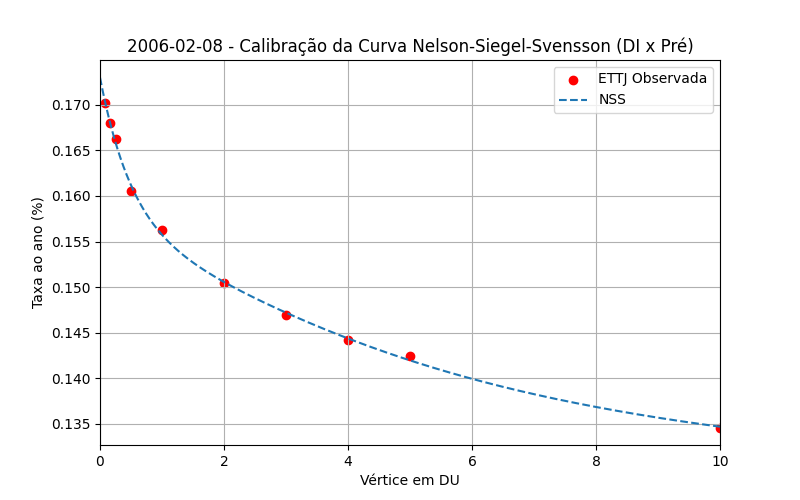 2006-02-08 - Calibração da Curva Nelson-Siegel-Svensson (DI x Pré)
ETTJ Observada
NSS
Taxa ao ano (%)
0.170
0.165
0.160
0.155
0.150
0.145
0.140
0.135
0 2 4 6 8 10
Vértice em DU